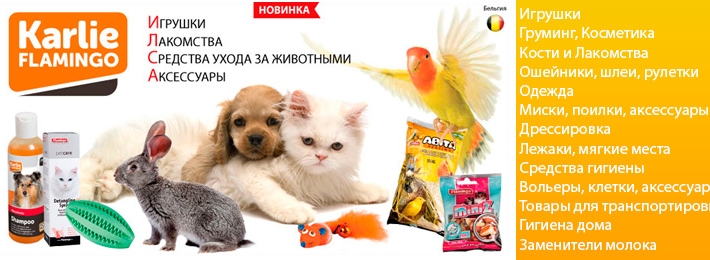 НОВИНКА
Бельгия
Karlie
FLAMINGO
Игрушки
Лакомства
Средства ухода за животными
Аксессуары
Karlie
Shampoo
ABITA
Игрушки
Груминг, Косметика
Кости и Лакомства
Ошейники, шлеи, рулетки
Одежда
Миски, поилки, аксессуары
Дрессировка
Лежаки, мягкие места
Средства гигиены
Вольеры, клетки, аксессуар
Товары для транспортиров
Гигиена дома
Заменители молока